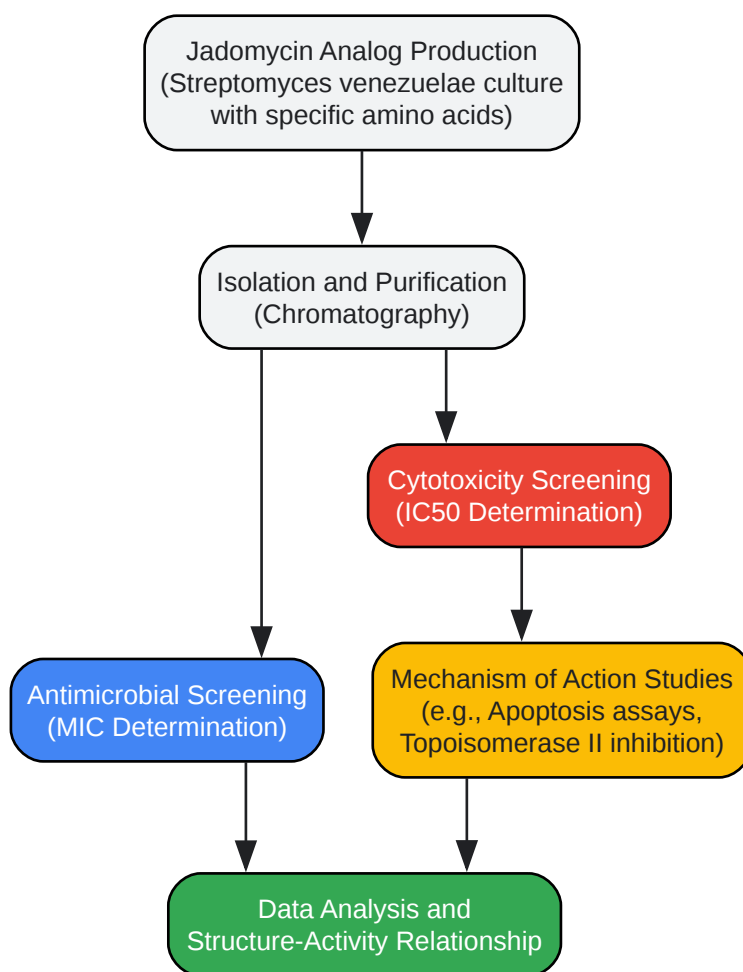 Jadomycin Analog Production
(Streptomyces venezuelae culture
with specific amino acids)
Isolation and Purification
(Chromatography)
Cytotoxicity Screening
(IC50 Determination)
Antimicrobial Screening
(MIC Determination)
Mechanism of Action Studies
(e.g., Apoptosis assays,
Topoisomerase II inhibition)
Data Analysis and
Structure-Activity Relationship